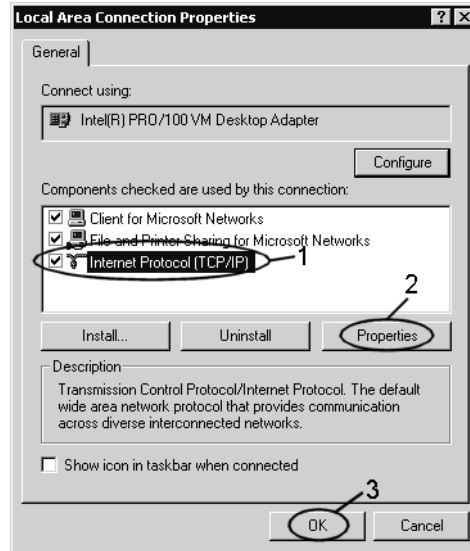 Local Area Connection Properties
General
Connect using:
Intel(R) PRO/100 VM Desktop Adapter
Configure
Components checked are used by this connection:
Client for Microsoft Networks
File and Printer Sharing for Microsoft Networks
Internet Protocol (TCP/IP)
1
2
Install...
Uninstall
Properties
Description
Transmission Control Protocol/Internet Protocol. The default
wide area network protocol that provides communication
across diverse interconnected networks.
Show icon in taskbar when connected
3
OK
Cancel